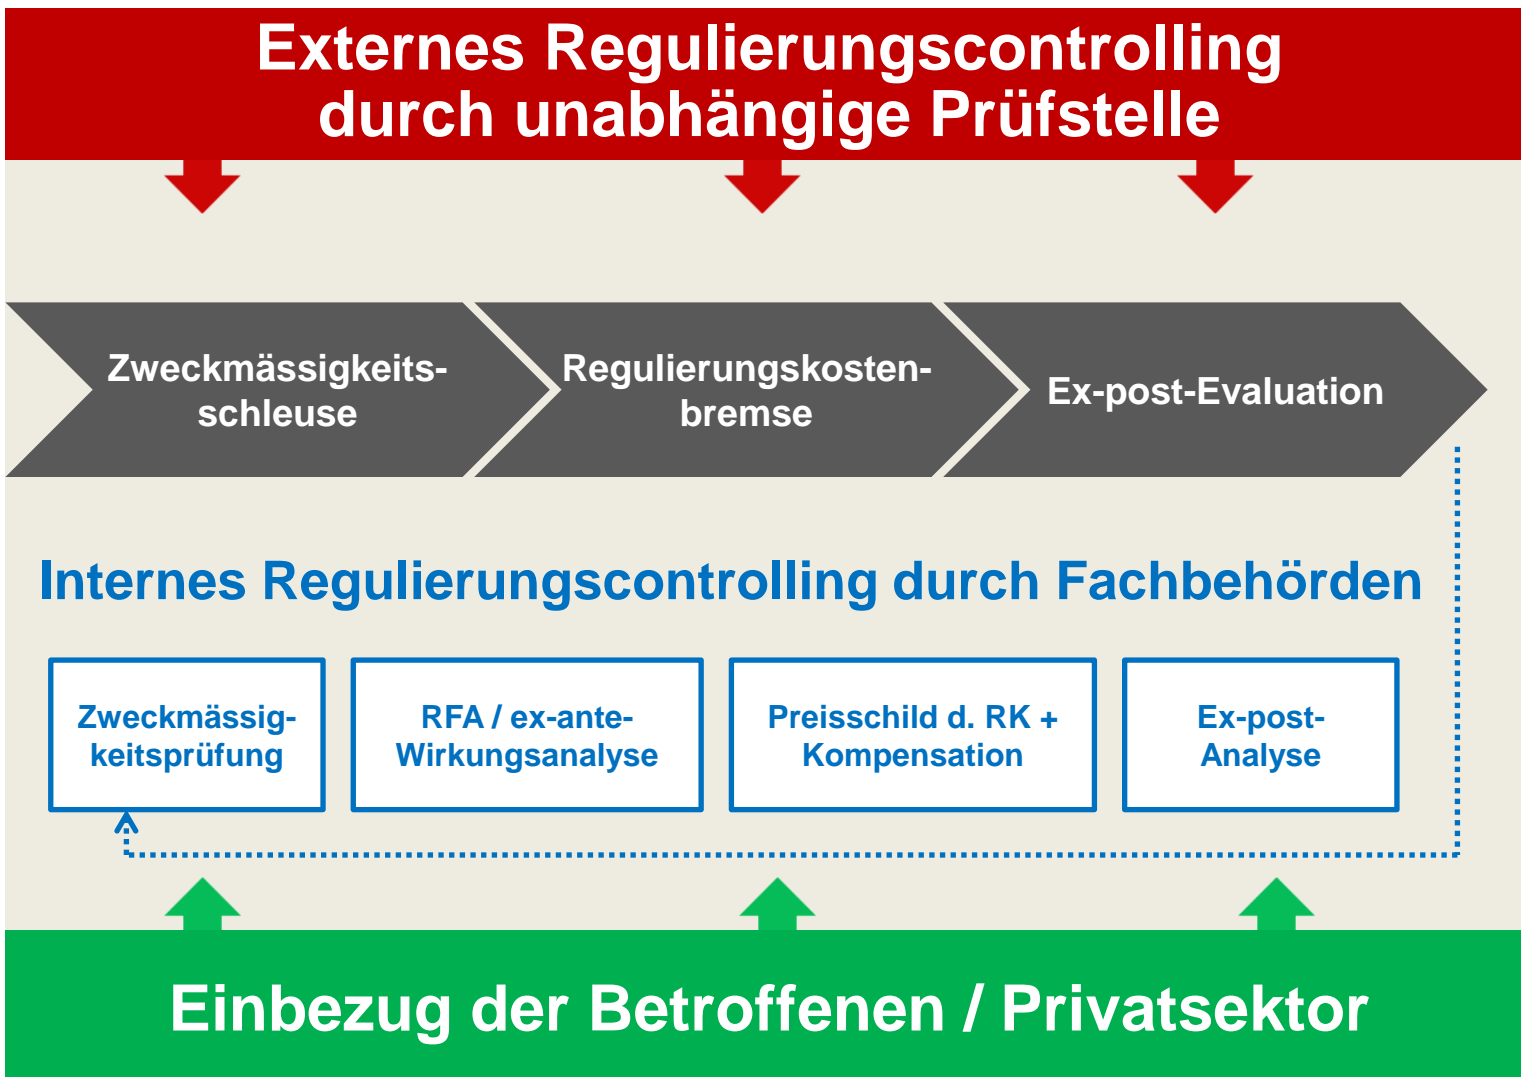 Externes Regulierungscontrolling
durch unabhängige Prüfstelle
Zweckmässigkeits-
schleuse
Regulierungskosten-
bremse
Ex-post-Evaluation
Internes Regulierungscontrolling durch Fachbehörden
Zweckmässig-
keitsprüfung
RFA / ex-ante-
Wirkungsanalyse
Preisschild d. RK +
Kompensation
Ex-post-
Analyse
Einbezug der Betroffenen / Privatsektor